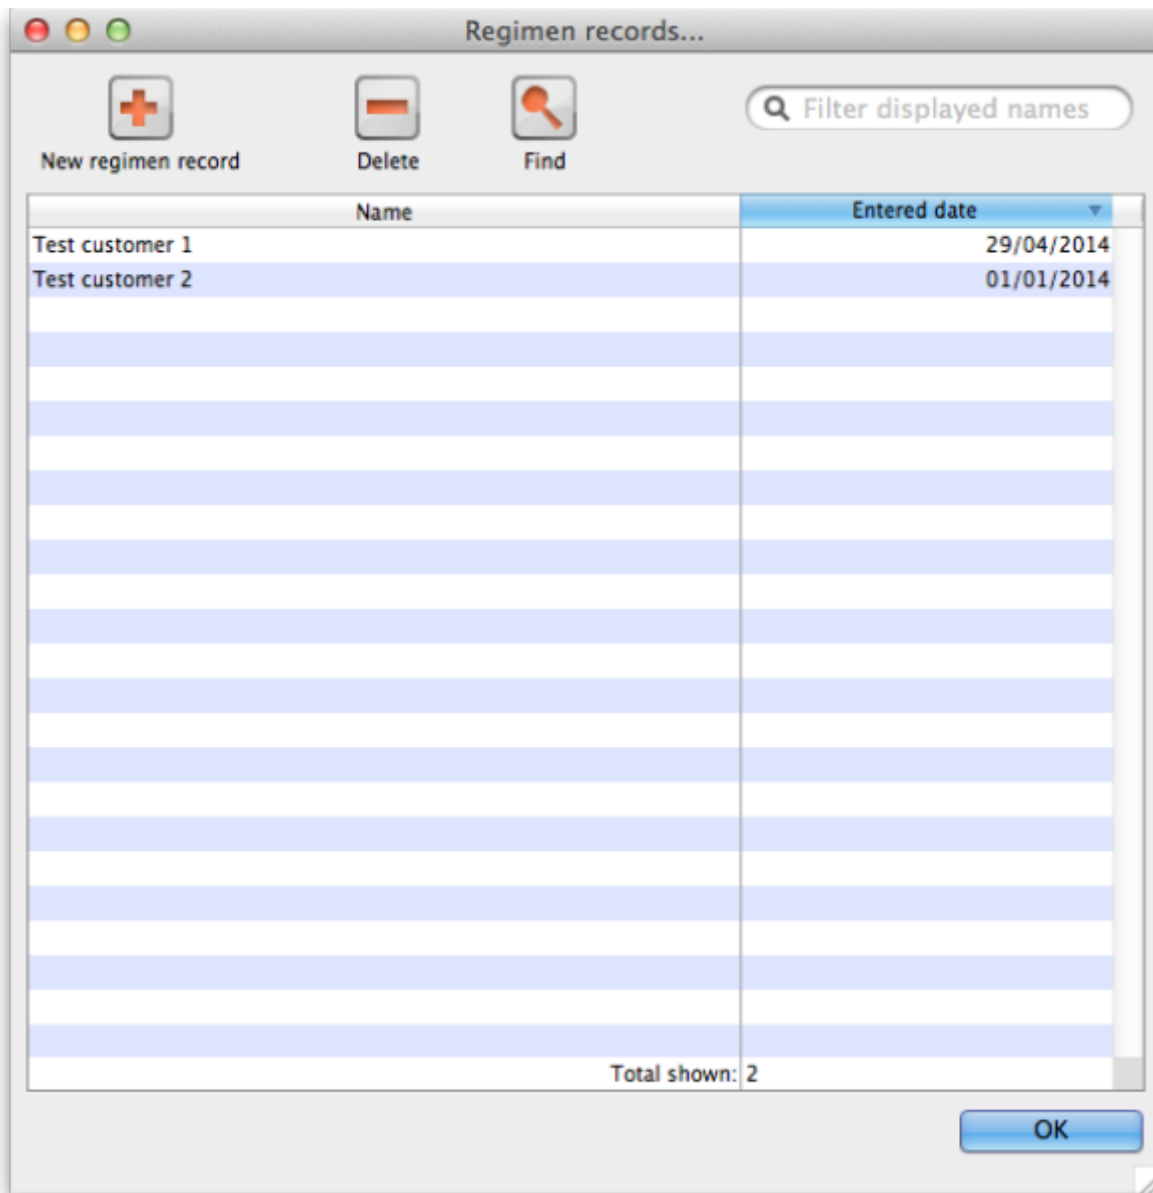 Regimen records...
Filter displayed names
New regimen record Delete Find
Name Entered date
Test customer 1 29/04/2014
Test customer 2 01/01/2014
Total shown: 2
OK